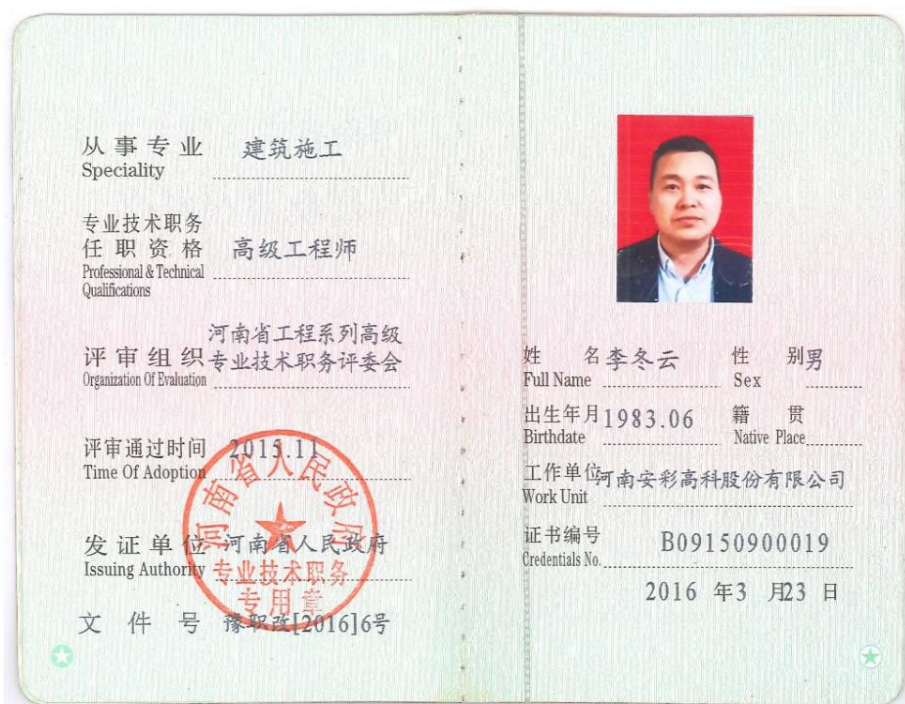 从事专业 建筑施工
Speciality
专业技术职务
任职资格 高级工程师
Professional & Technical
Qualifications
河南省工程系列高级
评审组织 专业技术职务评委会
Organization Of Evaluation
评审通过时间 2015.11
Time Of Adoption
发证单位 河南省人民政府
Issuing Authority
文件号 豫职改[2016]6号
河南省人民政府
专业技术职务
专用章
姓名 李冬云 性别 男
Full Name Sex
出生年月 1983.06 籍贯
Birthdate Native Place
工作单位 河南安彩高科股份有限公司
Work Unit
证书编号 B09150900019
Credentials No.
2016 年3 月23 日